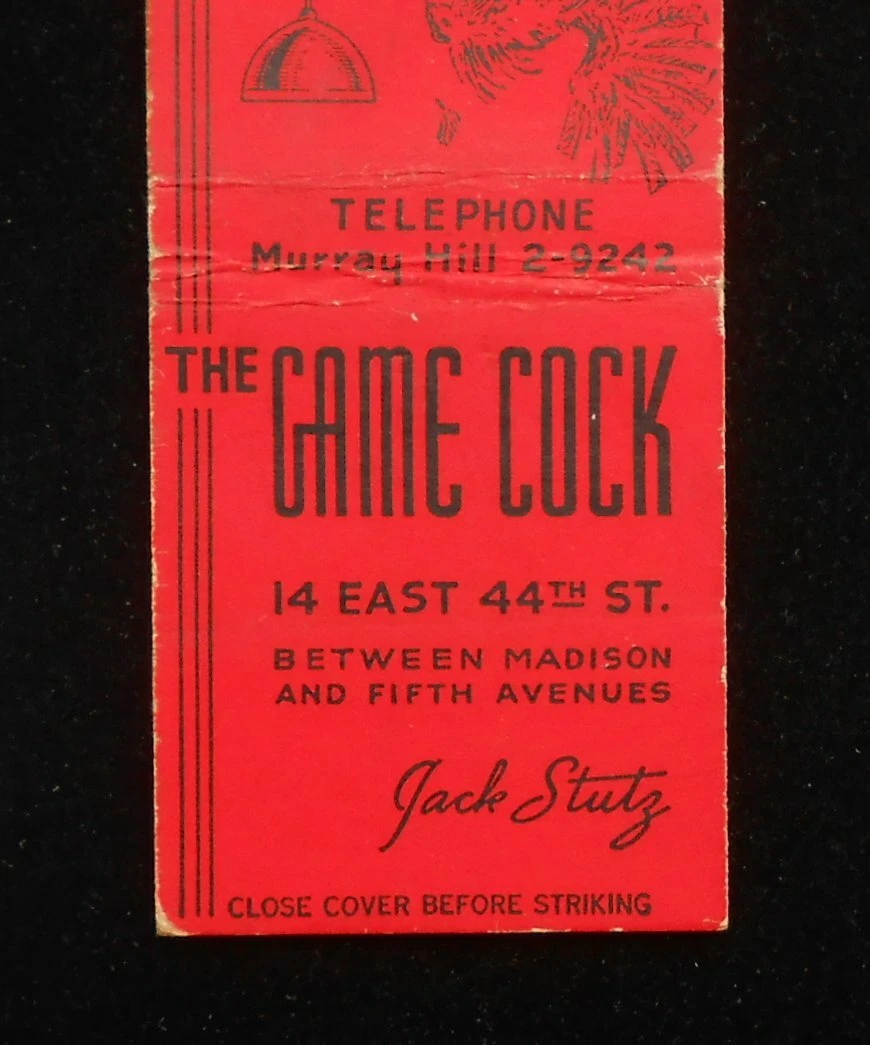 TELEPHONE
Murray Hill 2-9242
THE GAME COCK
14 EAST 44TH ST.
BETWEEN MADISON
AND FIFTH AVENUES
Jack Stutz
CLOSE COVER BEFORE STRIKING